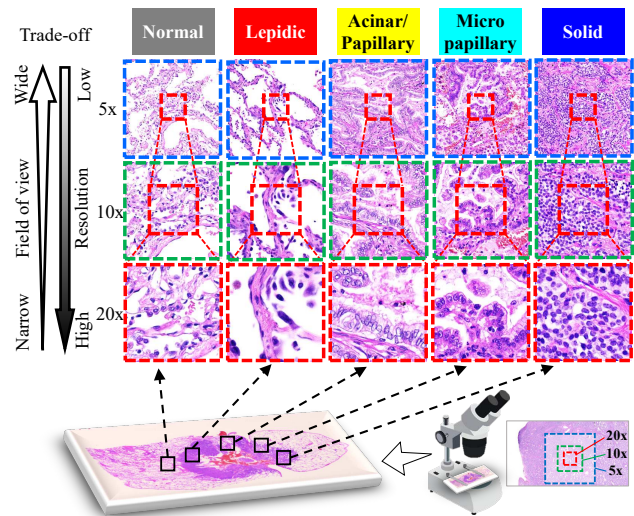 Trade-off
Normal
Lepidic
Acinar/
Papillary
Micro
papillary
Solid
Wide
Low
5x
Field of view
Resolution
10x
Narrow
High
20x
20x
10x
5x